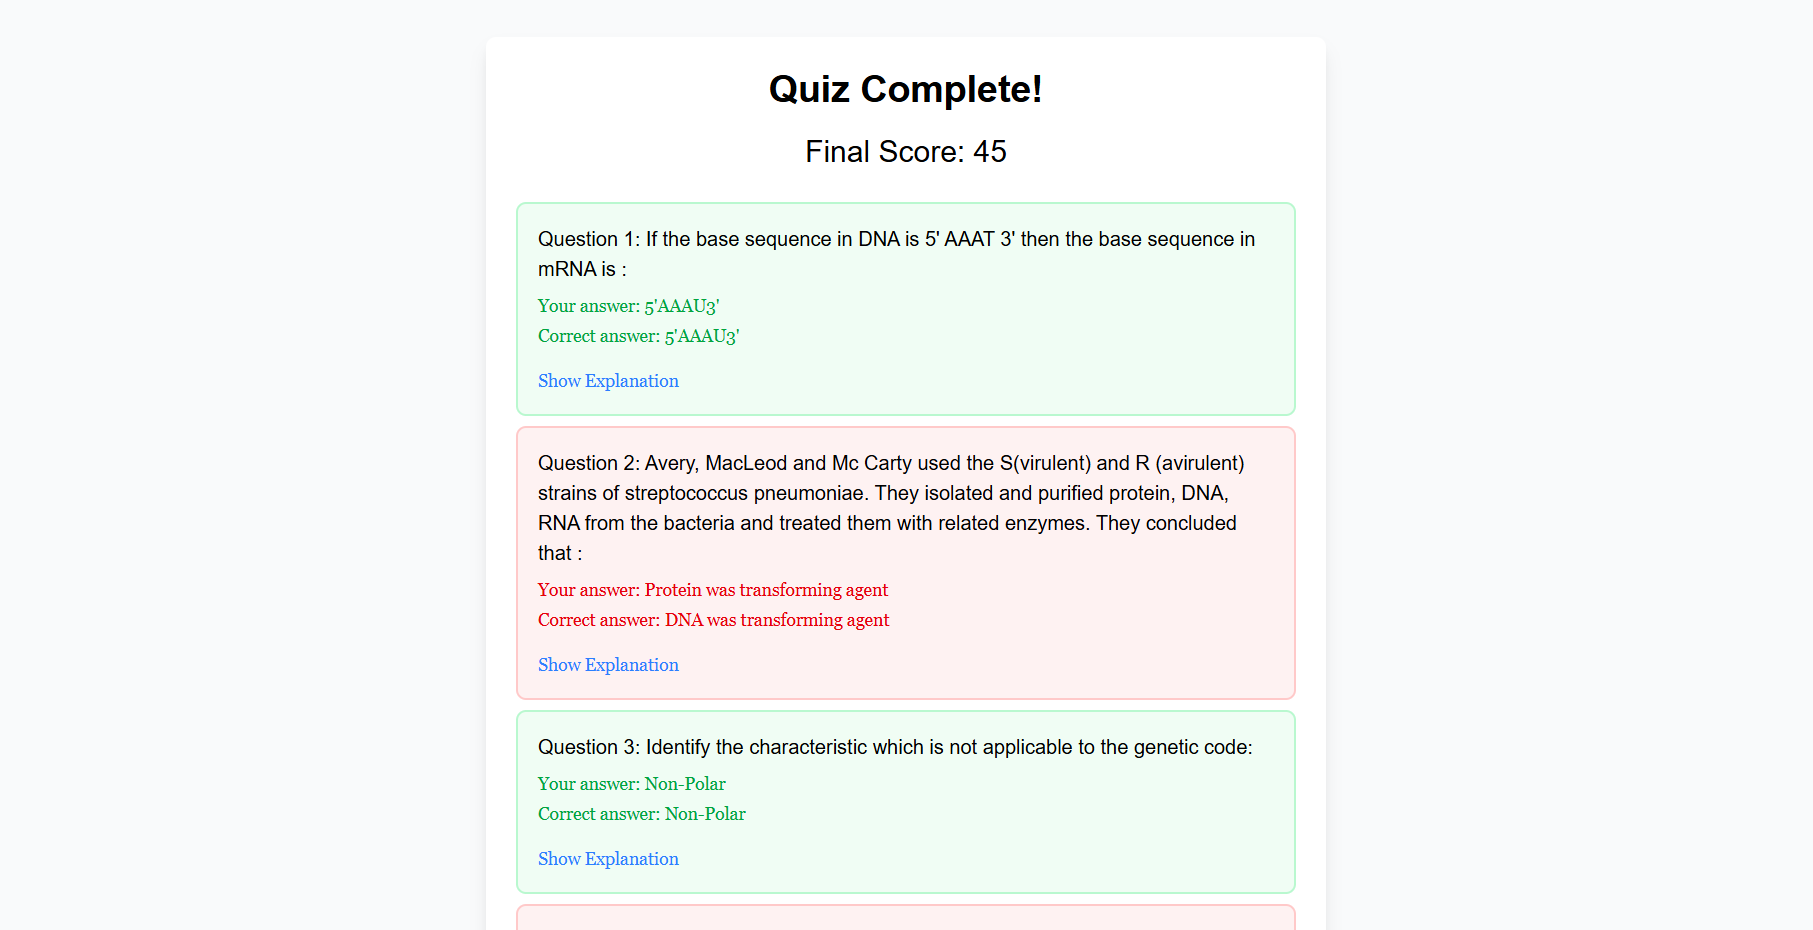 Quiz Complete!
Final Score: 45
Question 1: If the base sequence in DNA is 5' AAAT 3' then the base sequence in
mRNA is :
Your answer: 5'AAAU3'
Correct answer: 5'AAAU3'
Show Explanation
Question 2: Avery, MacLeod and Mc Carty used the S(virulent) and R (avirulent)
strains of streptococcus pneumoniae. They isolated and purified protein, DNA,
RNA from the bacteria and treated them with related enzymes. They concluded
that :
Your answer: Protein was transforming agent
Correct answer: DNA was transforming agent
Show Explanation
Question 3: Identify the characteristic which is not applicable to the genetic code:
Your answer: Non-Polar
Correct answer: Non-Polar
Show Explanation